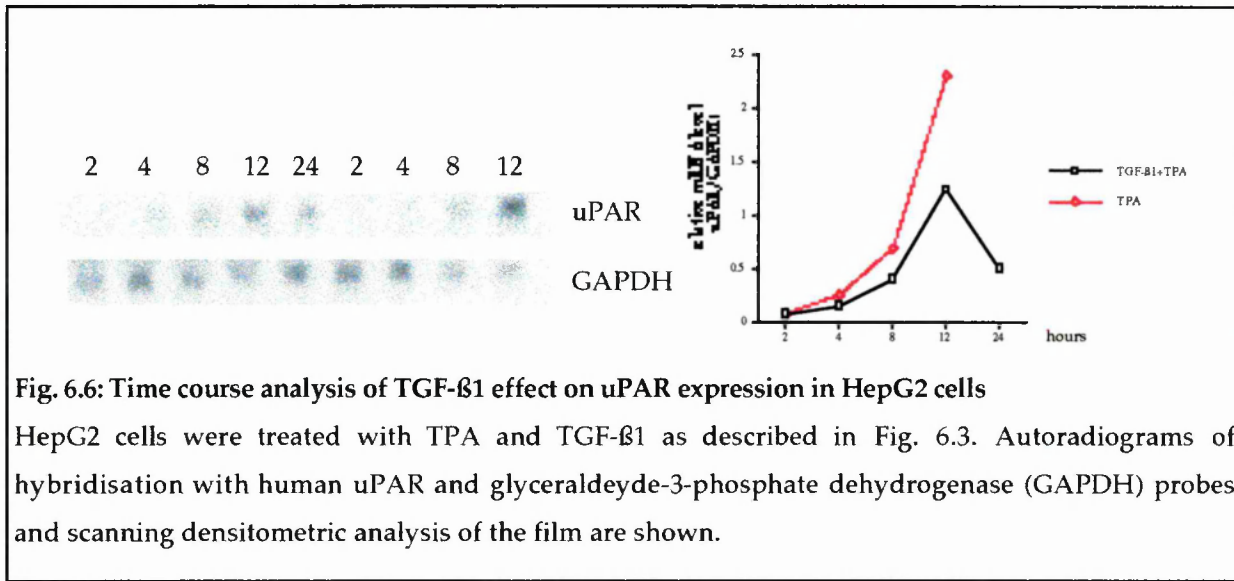 2 4 8 12 24 2 4 8 12
uPAR
GAPDH
2.5
2
1.5
1
0.5
0
2 4 8 12 24 hours
uPAR/GAPDH
TGF-ß1+TPA
TPA
Fig. 6.6: Time course analysis of TGF-ß1 effect on uPAR expression in HepG2 cells
HepG2 cells were treated with TPA and TGF-ß1 as described in Fig. 6.3. Autoradiograms of
hybridisation with human uPAR and glyceraldeyde-3-phosphate dehydrogenase (GAPDH) probes
and scanning densitometric analysis of the film are shown.